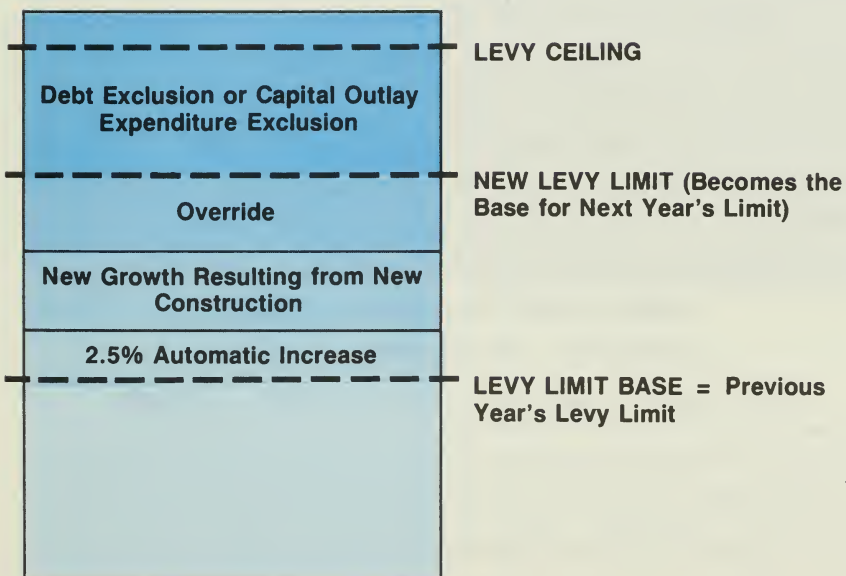 LEVY CEILING
Debt Exclusion or Capital Outlay
Expenditure Exclusion
NEW LEVY LIMIT (Becomes the
Base for Next Year's Limit)
Override
New Growth Resulting from New
Construction
2.5% Automatic Increase
LEVY LIMIT BASE = Previous
Year's Levy Limit